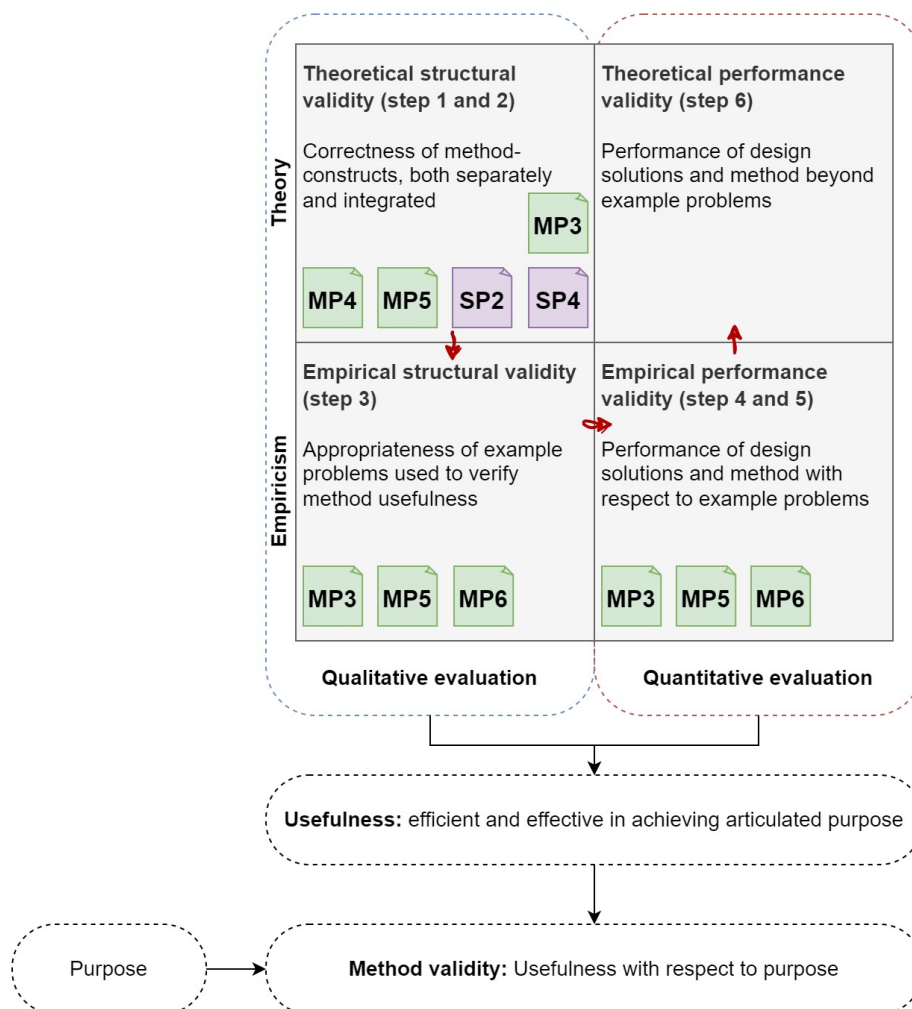 Theory
Theoretical structural
validity (step 1 and 2)
Correctness of method-
constructs, both separately
and integrated
MP3
MP4
MP5
SP2
SP4
Theoretical performance
validity (step 6)
Performance of design
solutions and method beyond
example problems
Empiricism
Empirical structural validity
(step 3)
Appropriateness of example
problems used to verify
method usefulness
MP3
MP5
MP6
Empirical performance
validity (step 4 and 5)
Performance of design
solutions and method with
respect to example problems
MP3
MP5
MP6
Qualitative evaluation
Quantitative evaluation
Usefulness: efficient and effective in achieving articulated purpose
Purpose
Method validity: Usefulness with respect to purpose